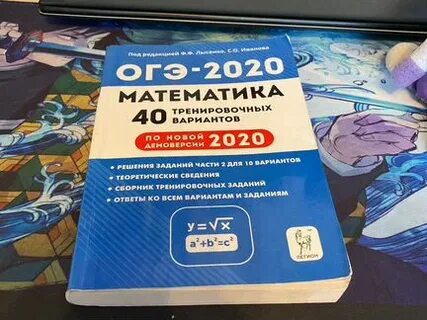 Под редакцией Ф.Ф. Лысенко, С.О. Иванова
ОГЭ-2020
МАТЕМАТИКА
40 ТРЕНИРОВОЧНЫХ
ВАРИАНТОВ
ПО НОВОЙ
ДЕМОВЕРСИИ 2020
• РЕШЕНИЯ ЗАДАНИЙ ЧАСТИ 2 ДЛЯ 10 ВАРИАНТОВ
• ТЕОРЕТИЧЕСКИЕ СВЕДЕНИЯ
• СБОРНИК ТРЕНИРОВОЧНЫХ ЗАДАНИЙ
• ОТВЕТЫ КО ВСЕМ ВАРИАНТАМ И ЗАДАНИЯМ
y=√x
a²+b²=c²
ЛЕГИОН